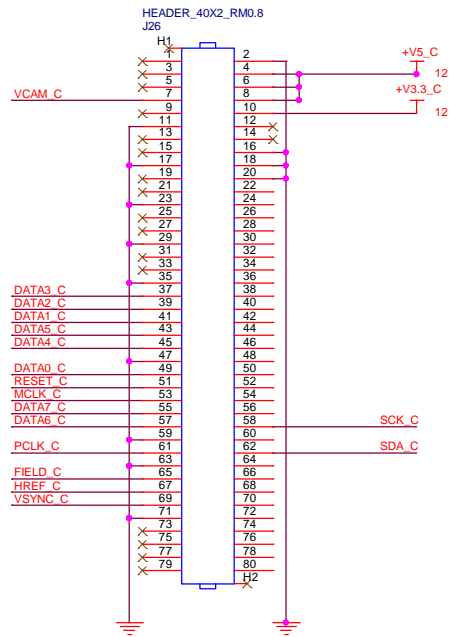 HEADER_40X2_RM0.8
J26
H1
1 2
+V5_C
3 4
12
5 6
+V3.3_C
VCAM_C 7 8
9 10 12
11 12
13 14
15 16
17 18
19 20
21 22
23 24
25 26
27 28
29 30
31 32
33 34
35 36
DATA3_C 37 38
DATA2_C 39 40
DATA1_C 41 42
DATA5_C 43 44
DATA4_C 45 46
47 48
DATA0_C 49 50
RESET_C 51 52
MCLK_C 53 54
DATA7_C 55 56
DATA6_C 57 58 SCK_C
59 60
PCLK_C 61 62 SDA_C
63 64
FIELD_C 65 66
HREF_C 67 68
VSYNC_C 69 70
71 72
73 74
75 76
77 78
79 80
H2